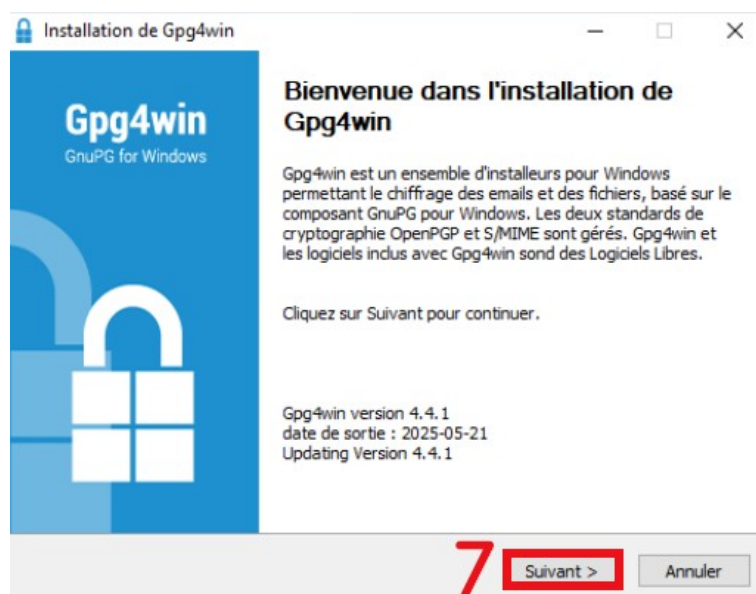 Installation de Gpg4win
Gpg4win
GnuPG for Windows
Bienvenue dans l'installation de
Gpg4win
Gpg4win est un ensemble d'installeurs pour Windows
permettant le chiffrage des emails et des fichiers, basé sur le
composant GnuPG pour Windows. Les deux standards de
cryptographie OpenPGP et S/MIME sont gérés. Gpg4win et
les logiciels inclus avec Gpg4win sond des Logiciels Libres.
Cliquez sur Suivant pour continuer.
Gpg4win version 4.4.1
date de sortie : 2025-05-21
Updating Version 4.4.1
7
Suivant >
Annuler